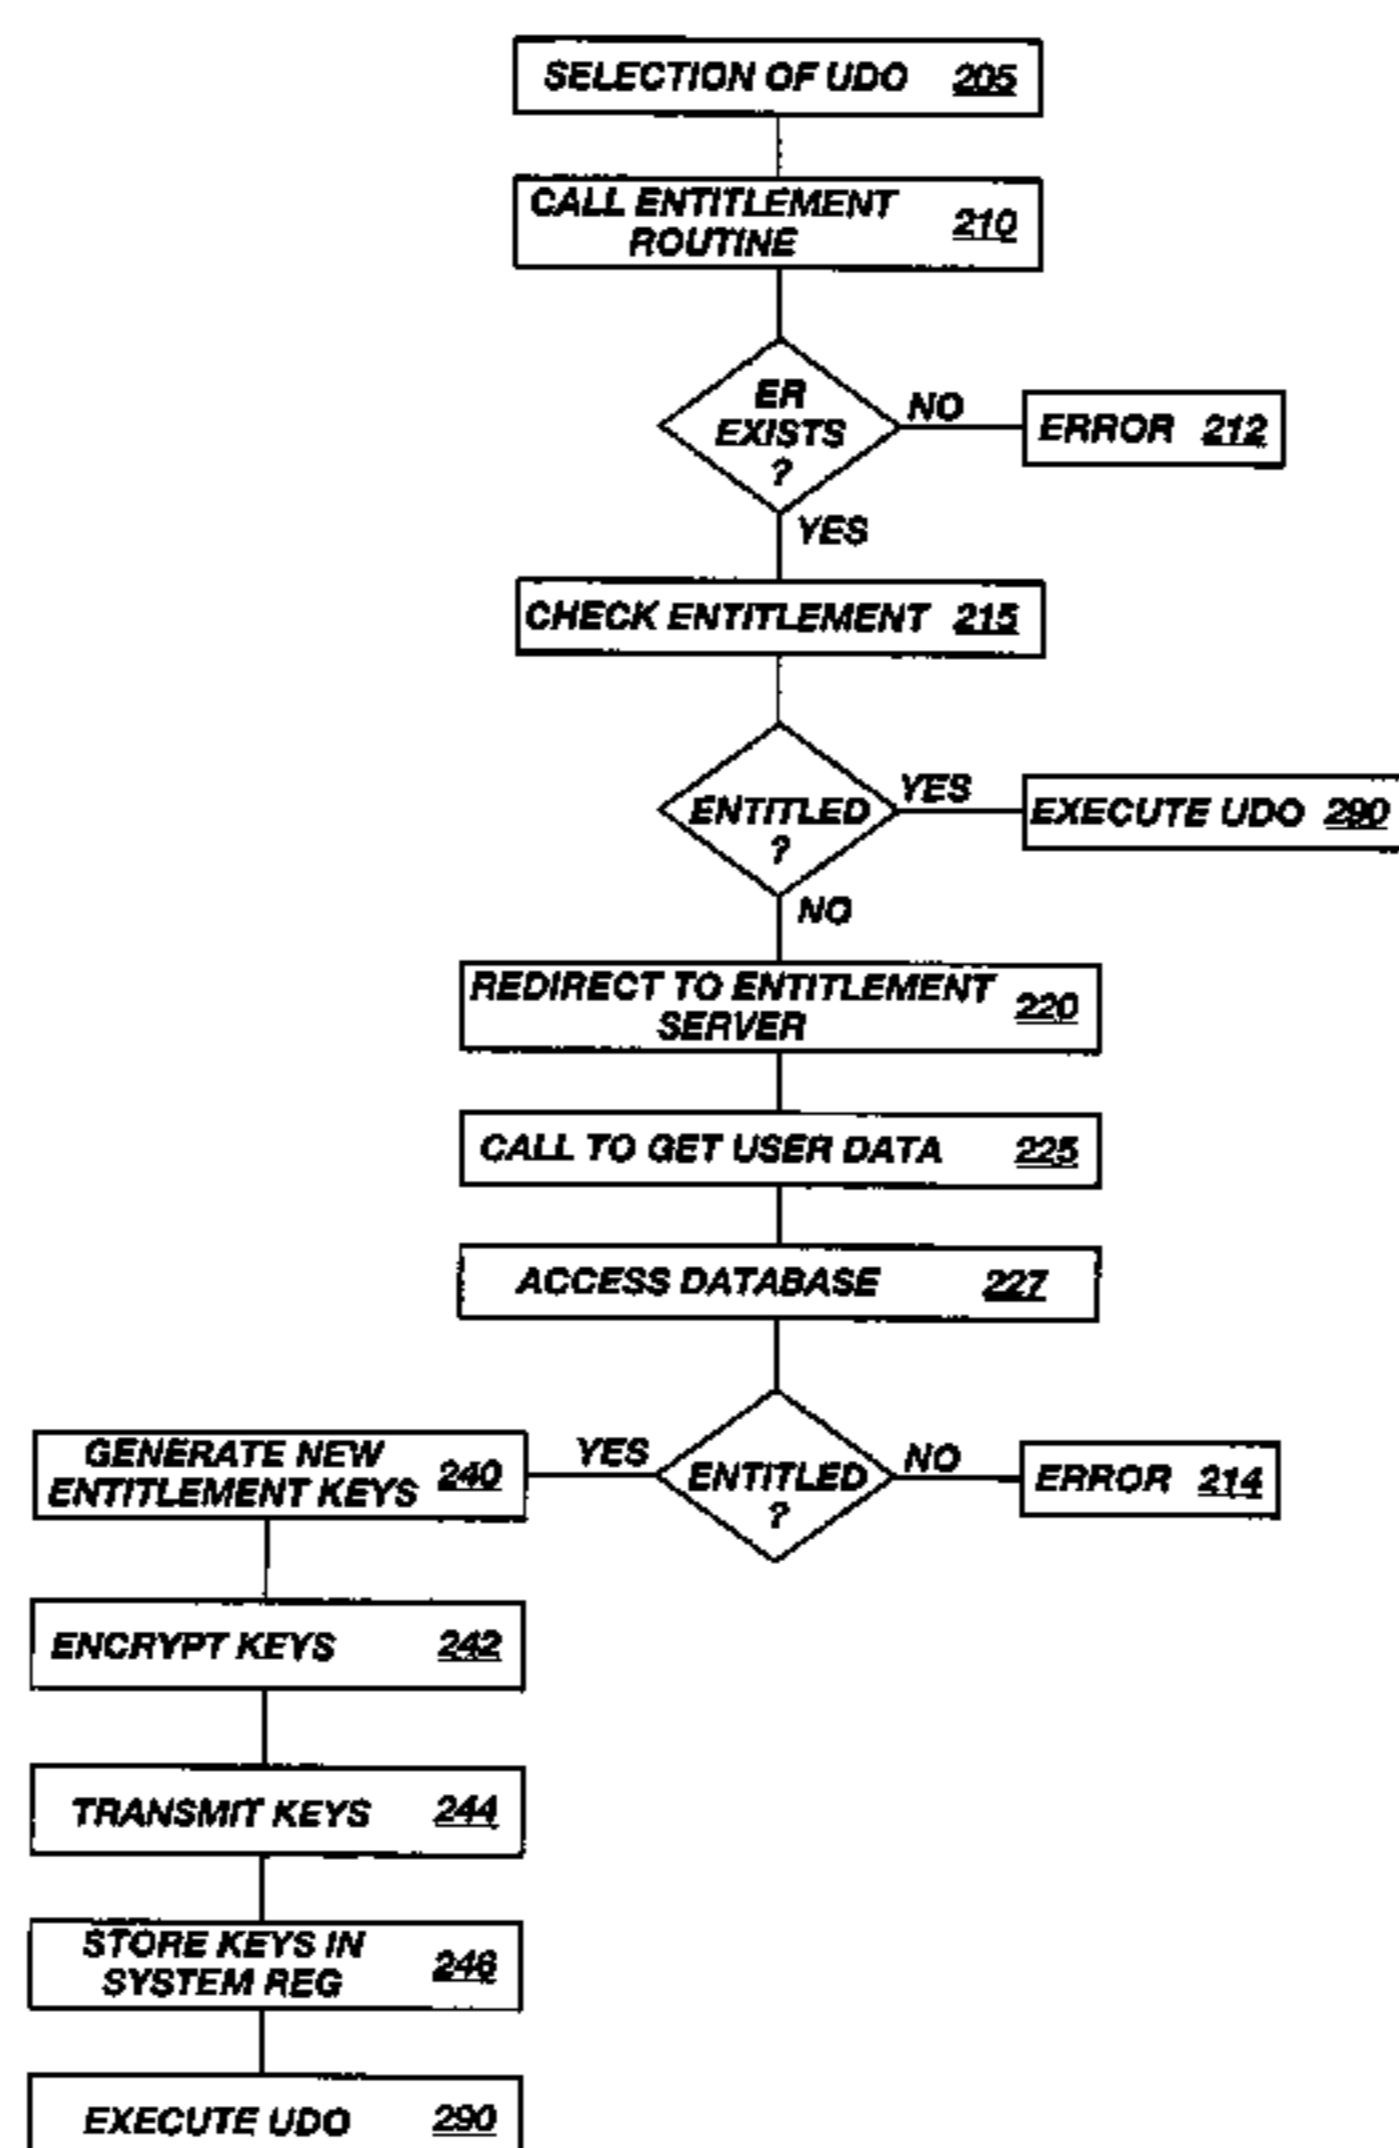 SELECTION OF UDO 205
CALL ENTITLEMENT
ROUTINE 210
ER
EXISTS
?
NO
ERROR 212
YES
CHECK ENTITLEMENT 215
ENTITLED
?
YES
EXECUTE UDO 290
NO
REDIRECT TO ENTITLEMENT
SERVER 220
CALL TO GET USER DATA 225
ACCESS DATABASE 227
ENTITLED
?
YES
NO
ERROR 214
GENERATE NEW
ENTITLEMENT KEYS 240
ENCRYPT KEYS 242
TRANSMIT KEYS 244
STORE KEYS IN
SYSTEM REG 246
EXECUTE UDO 290